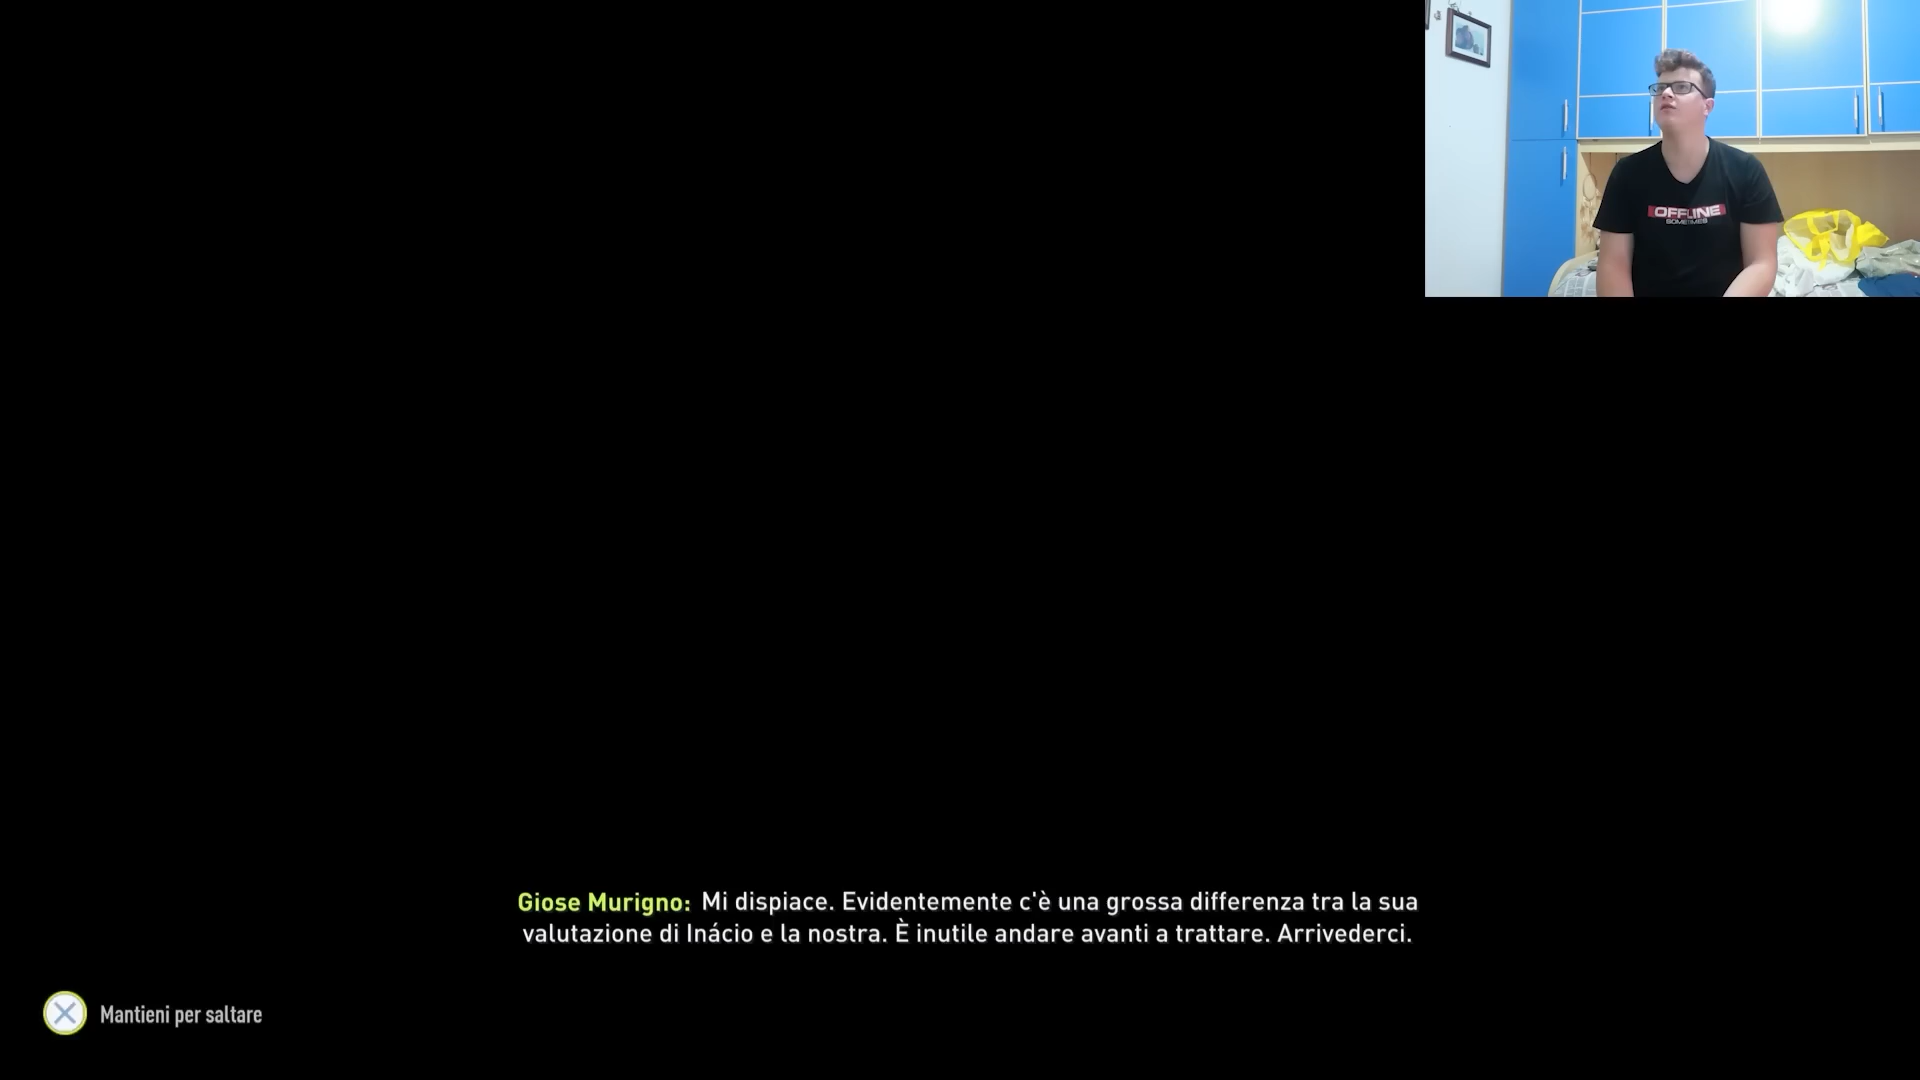 OFFLINE
SOMETIMES
Giose Murigno: Mi dispiace. Evidentemente c'è una grossa differenza tra la sua
valutazione di Inácio e la nostra. È inutile andare avanti a trattare. Arrivederci.
Mantieni per saltare